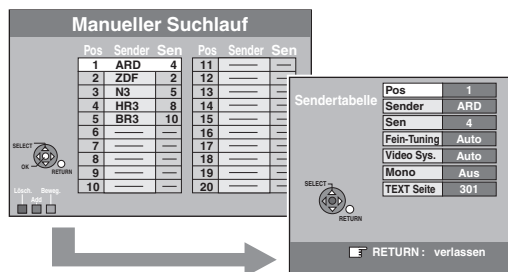 Manueller Suchlauf
Pos Sender Sen Pos Sender Sen
1 ARD 4 11 — —
2 ZDF 2 12 — —
3 N3 5 13 — —
4 HR3 8 14 — —
5 BR3 10 15 — —
6 — — 16 — —
7 — — 17 — —
8 — — 18 — —
9 — — 19 — —
10 — — 20 — —
SELECT
OK
RETURN
Lösch. Add Beweg.
Sendertabelle
Pos 1
Sender ARD
Sen 4
Fein-Tuning Auto
Video Sys. Auto
Mono Aus
TEXT Seite 301
SELECT
RETURN
RETURN : verlassen